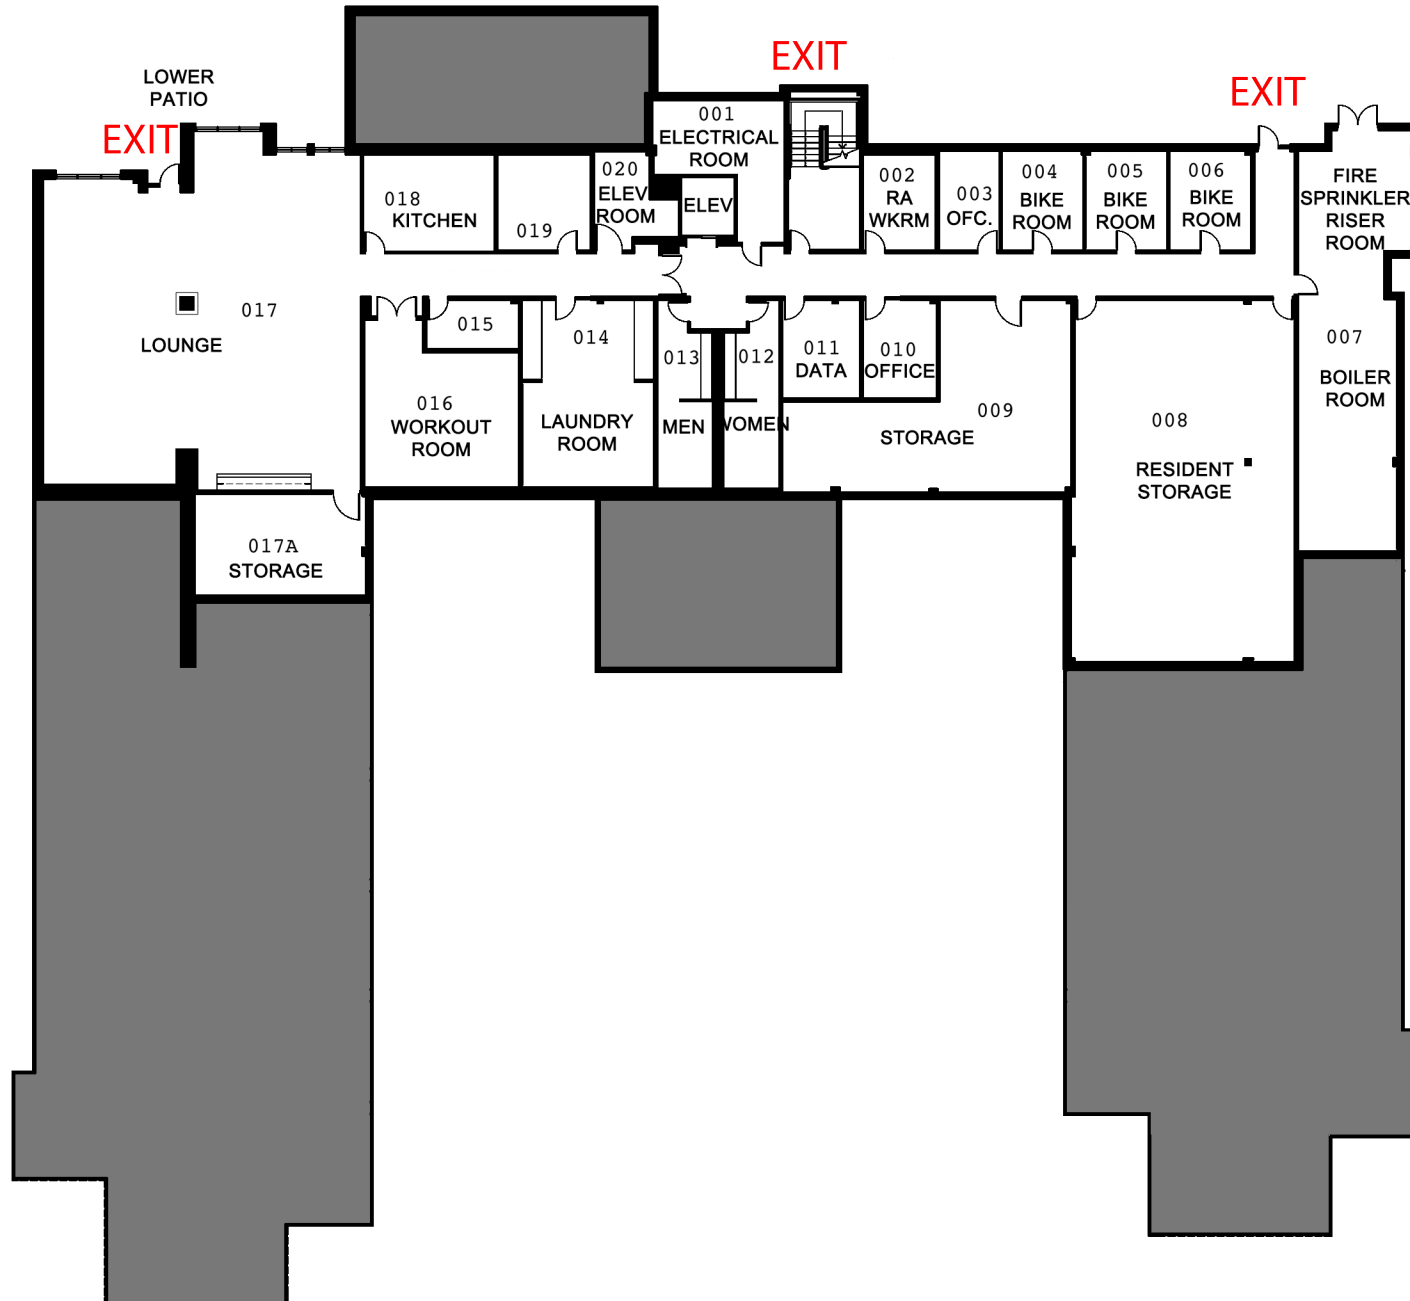 EXIT
LOWER
PATIO
EXIT
EXIT
001
ELECTRICAL
ROOM
020
ELEV
ROOM
ELEV
018
KITCHEN
019
002
RA
WKRM
003
OFC.
004
BIKE
ROOM
005
BIKE
ROOM
006
BIKE
ROOM
FIRE
SPRINKLER
RISER
ROOM
017
LOUNGE
015
014
LAUNDRY
ROOM
016
WORKOUT
ROOM
013
MEN
012
WOMEN
011
DATA
010
OFFICE
009
STORAGE
008
RESIDENT
STORAGE
007
BOILER
ROOM
017A
STORAGE